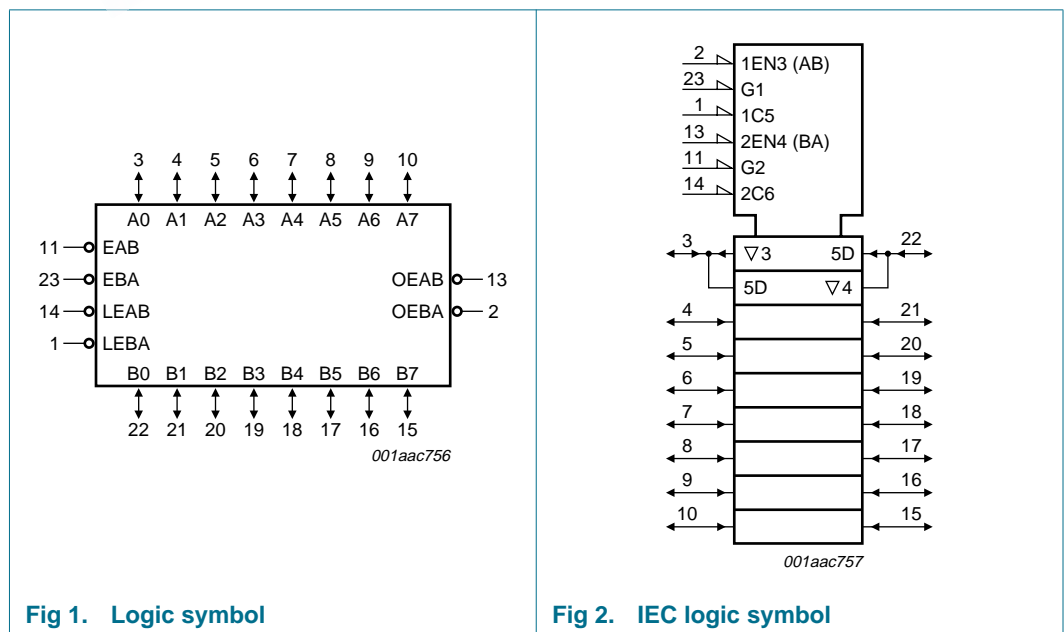 3 4 5 6 7 8 9 10
A0 A1 A2 A3 A4 A5 A6 A7
11 EAB
23 EBA OEAB 13
14 LEAB OEBA 2
1 LEBA
B0 B1 B2 B3 B4 B5 B6 B7
22 21 20 19 18 17 16 15
001aac756
Fig 1. Logic symbol
2 1EN3 (AB)
23 G1
1 1C5
13 2EN4 (BA)
11 G2
14 2C6
3 ▽3 5D 22
5D ▽4
4 21
5 20
6 19
7 18
8 17
9 16
10 15
001aac757
Fig 2. IEC logic symbol